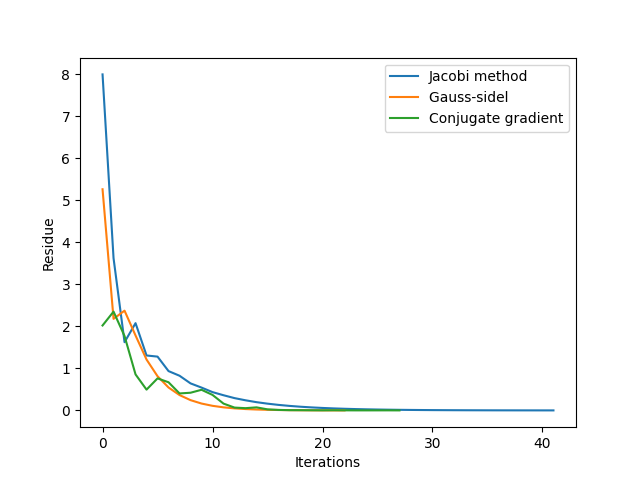 Jacobi method
Gauss-sidel
Conjugate gradient
8
7
6
5
4
3
2
1
0
Residue
0 10 20 30 40
Iterations